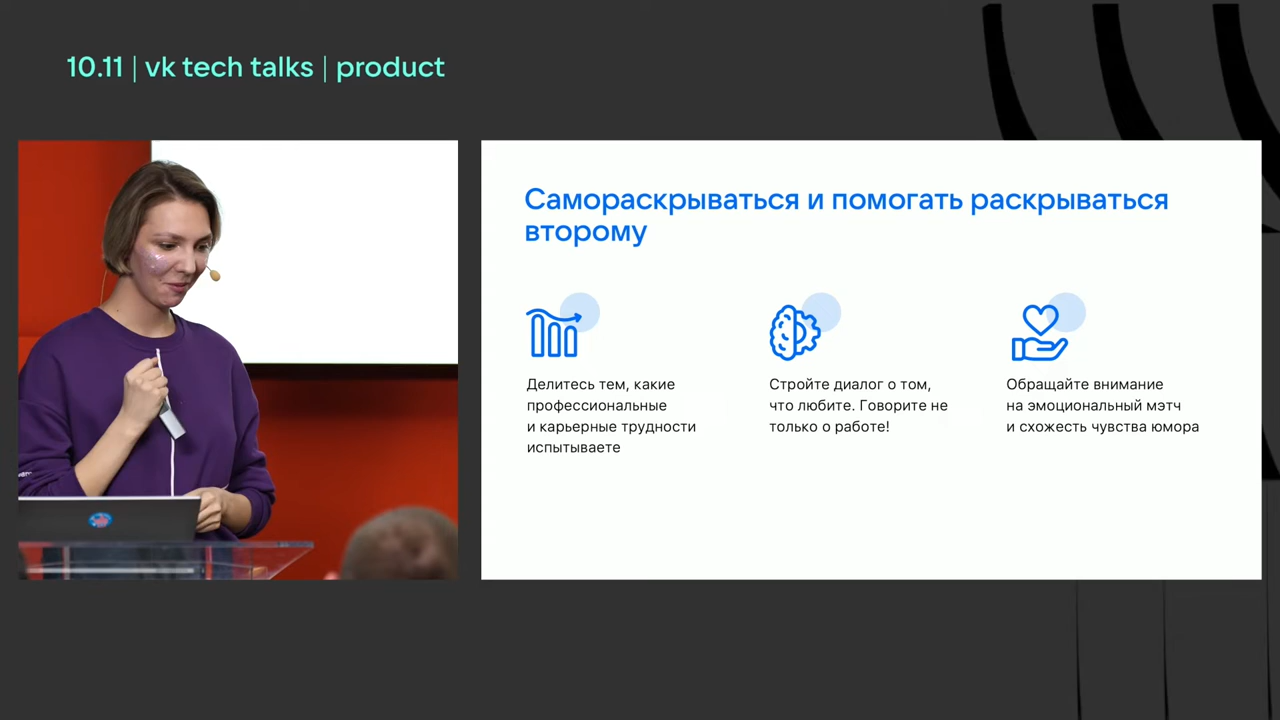 10.11 | vk tech talks | product
Самораскрываться и помогать раскрываться
второму
Делитесь тем, какие
профессиональные
и карьерные трудности
испытываете
Стройте диалог о том,
что любите. Говорите не
только о работе!
Обращайте внимание
на эмоциональный мэтч
и схожесть чувства юмора